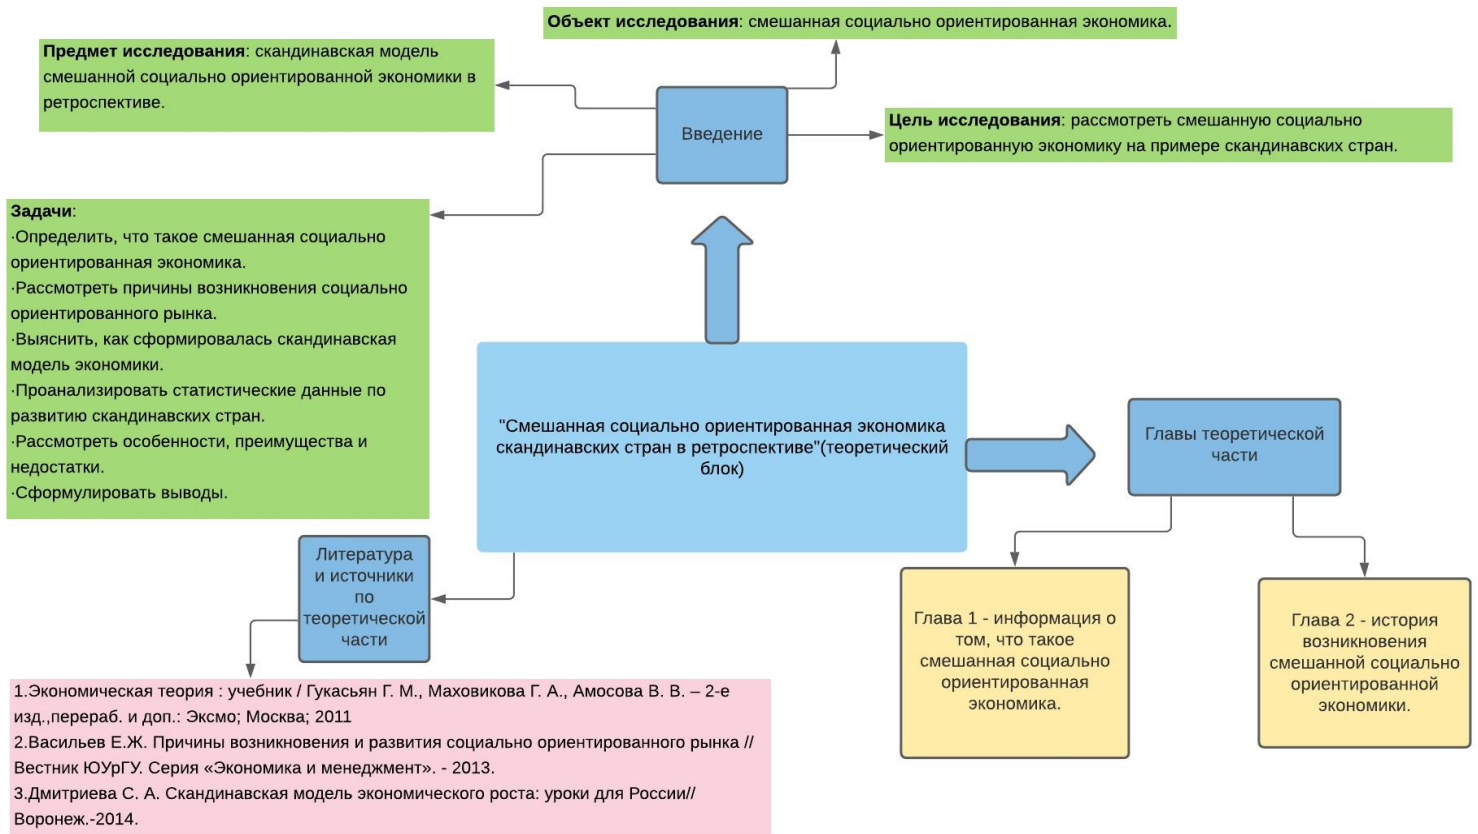 Объект исследования: смешанная социально ориентированная экономика.
Предмет исследования: скандинавская модель
смешанной социально ориентированной экономики в
ретроспективе.
Введение
Цель исследования: рассмотреть смешанную социально
ориентированную экономику на примере скандинавских стран.
Задачи:
·Определить, что такое смешанная социально
ориентированная экономика.
·Рассмотреть причины возникновения социально
ориентированного рынка.
·Выяснить, как сформировалась скандинавская
модель экономики.
·Проанализировать статистические данные по
развитию скандинавских стран.
·Рассмотреть особенности, преимущества и
недостатки.
·Сформулировать выводы.
"Смешанная социально ориентированная экономика
скандинавских стран в ретроспективе"(теоретический
блок)
Главы теоретической
части
Литература
и источники
по
теоретической
части
Глава 1 - информация о
том, что такое
смешанная социально
ориентированная
экономика.
Глава 2 - история
возникновения
смешанной социально
ориентированной
экономики.
1.Экономическая теория : учебник / Гукасьян Г. М., Маховикова Г. А., Амосова В. В. – 2-е
изд.,перераб. и доп.: Эксмо; Москва; 2011
2.Васильев Е.Ж. Причины возникновения и развития социально ориентированного рынка //
Вестник ЮУрГУ. Серия «Экономика и менеджмент». - 2013.
3.Дмитриева С. А. Скандинавская модель экономического роста: уроки для России//
Воронеж.-2014.